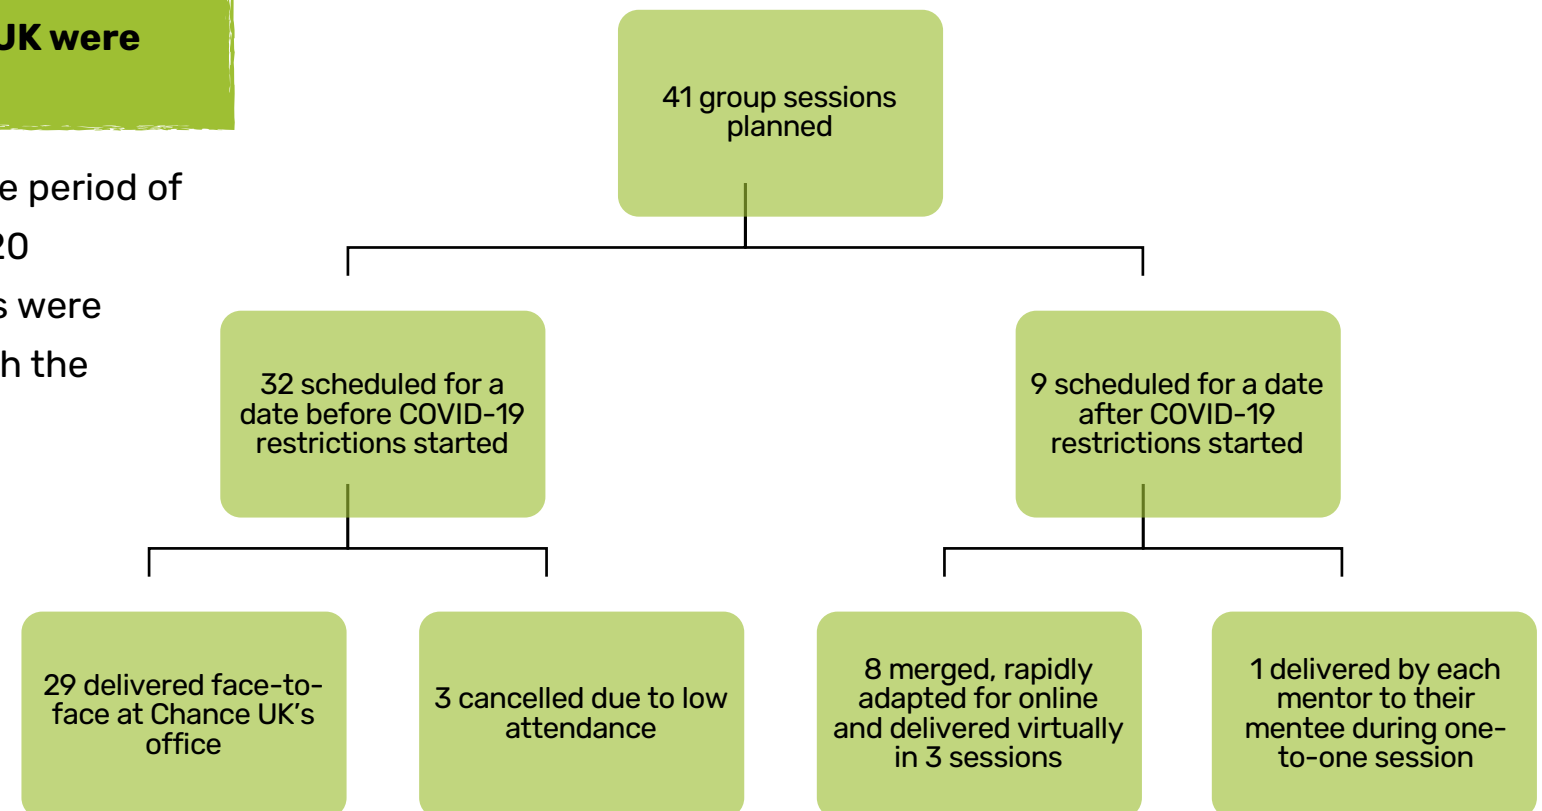 UK were
e period of
20
s were
h the
41 group sessions
planned
32 scheduled for a
date before COVID-19
restrictions started
9 scheduled for a date
after COVID-19
restrictions started
29 delivered face-to-
face at Chance UK’s
office
3 cancelled due to low
attendance
8 merged, rapidly
adapted for online
and delivered virtually
in 3 sessions
1 delivered by each
mentor to their
mentee during one-
to-one session